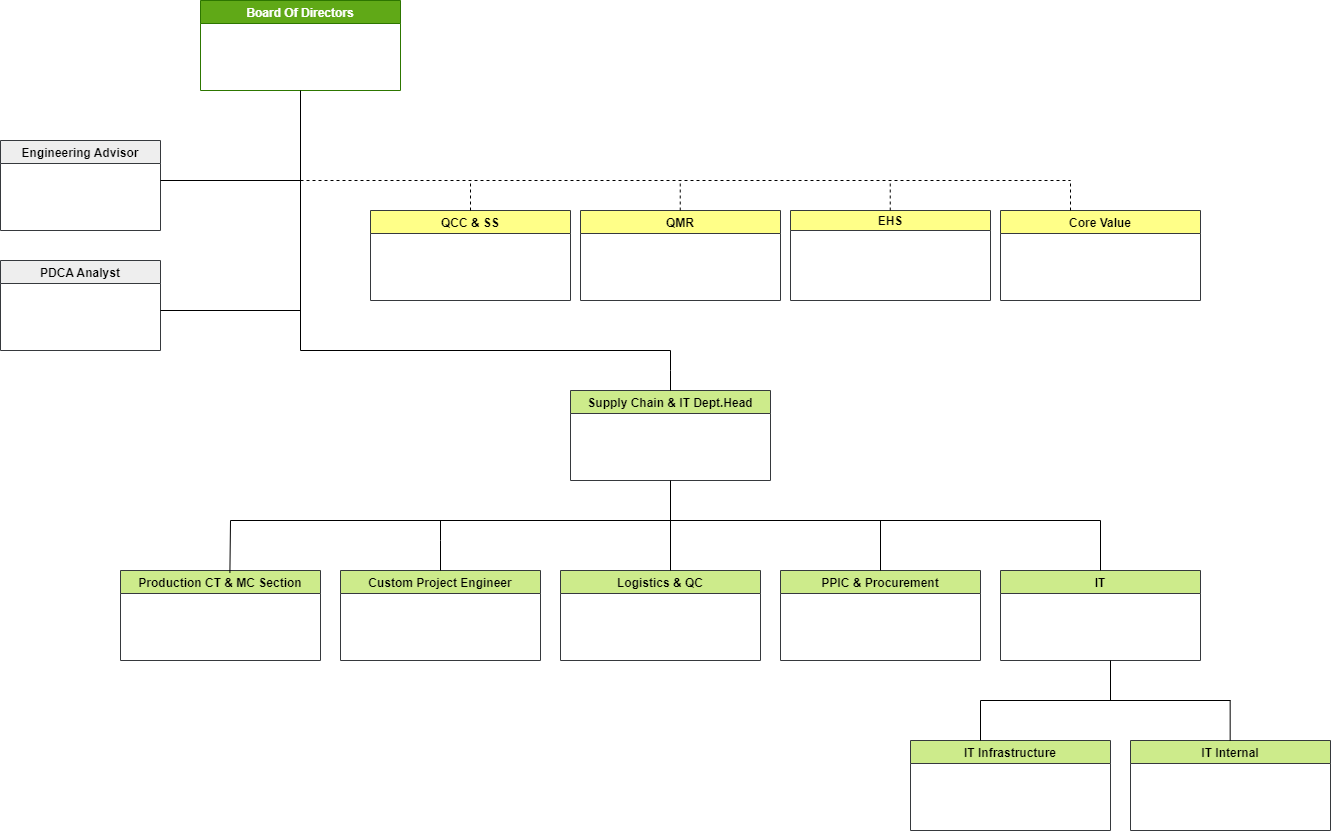 Board Of Directors
Engineering Advisor
QCC & SS
QMR
EHS
Core Value
PDCA Analyst
Supply Chain & IT Dept.Head
Production CT & MC Section
Custom Project Engineer
Logistics & QC
PPIC & Procurement
IT
IT Infrastructure
IT Internal